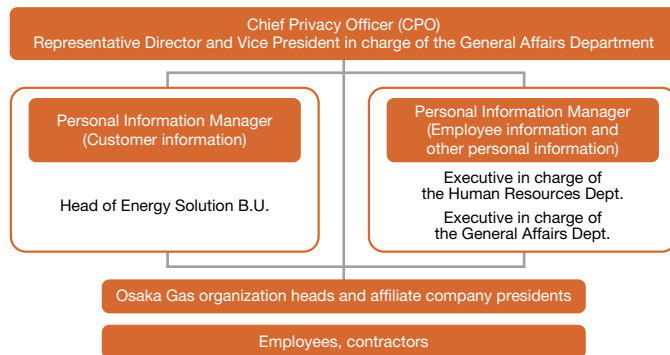 Chief Privacy Officer (CPO)
Representative Director and Vice President in charge of the General Affairs Department
Personal Information Manager
(Customer information)
Head of Energy Solution B.U.
Personal Information Manager
(Employee information and
other personal information)
Executive in charge of
the Human Resources Dept.
Executive in charge of
the General Affairs Dept.
Osaka Gas organization heads and affiliate company presidents
Employees, contractors